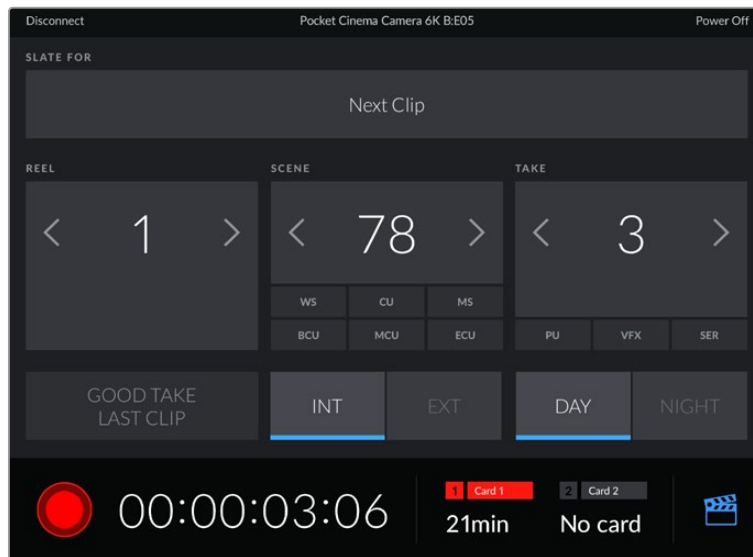 Disconnect Pocket Cinema Camera 6K B:E05 Power Off
SLATE FOR
Next Clip
REEL SCENE TAKE
< 1 > < 78 > < 3 >
WS CU MS
BCU MCU ECU PU VFX SER
GOOD TAKE
LAST CLIP
INT EXT DAY NIGHT
00:00:03:06
1 Card 1 2 Card 2
21min No card